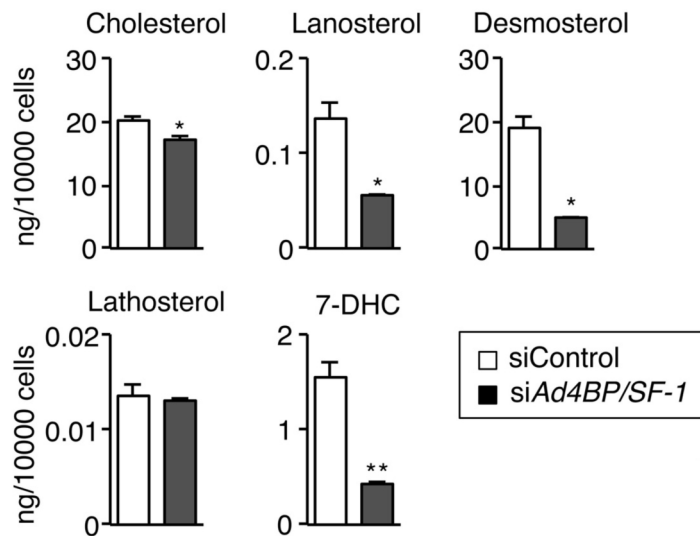 Cholesterol
Lanosterol
Desmosterol
ng/10000 cells
30
20
10
0
*
0.2
0.1
0
*
30
20
10
0
*
Lathosterol
7-DHC
ng/10000 cells
0.02
0.01
0
2
1
0
**
siControl
siAd4BP/SF-1